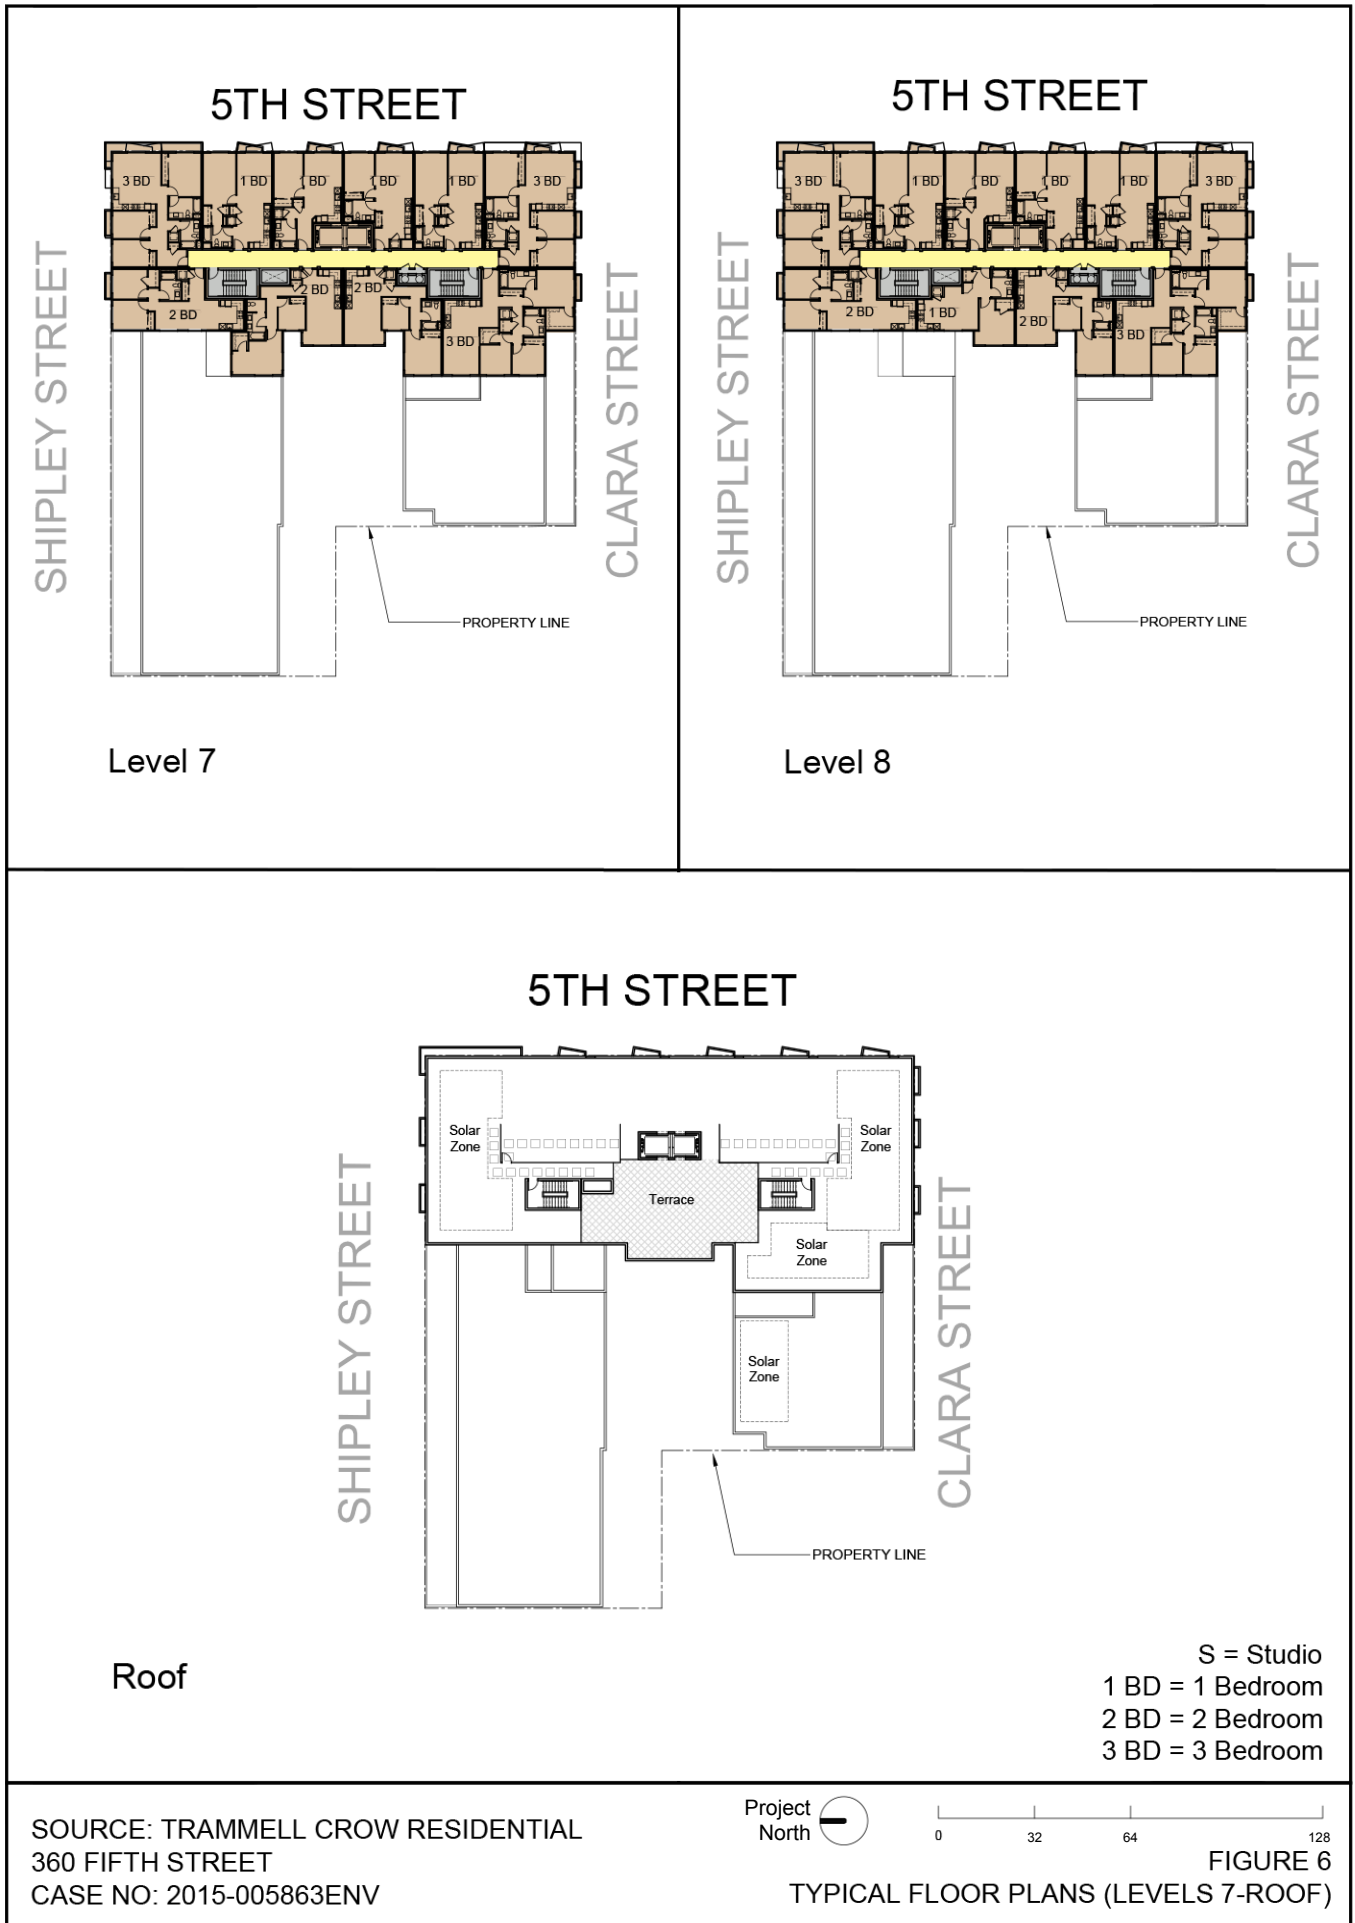 5TH STREET
3 BD
1 BD
1 BD
1 BD
1 BD
3 BD
2 BD
2 BD
2 BD
3 BD
SHIPLEY STREET
CLARA STREET
PROPERTY LINE
Level 7
5TH STREET
3 BD
1 BD
1 BD
1 BD
1 BD
3 BD
2 BD
1 BD
2 BD
3 BD
SHIPLEY STREET
CLARA STREET
PROPERTY LINE
Level 8
5TH STREET
Solar
Zone
Solar
Zone
Terrace
Solar
Zone
Solar
Zone
SHIPLEY STREET
CLARA STREET
PROPERTY LINE
Roof
S = Studio
1 BD = 1 Bedroom
2 BD = 2 Bedroom
3 BD = 3 Bedroom
SOURCE: TRAMMELL CROW RESIDENTIAL
360 FIFTH STREET
CASE NO: 2015-005863ENV
Project
North
0 32 64 128
FIGURE 6
TYPICAL FLOOR PLANS (LEVELS 7-ROOF)